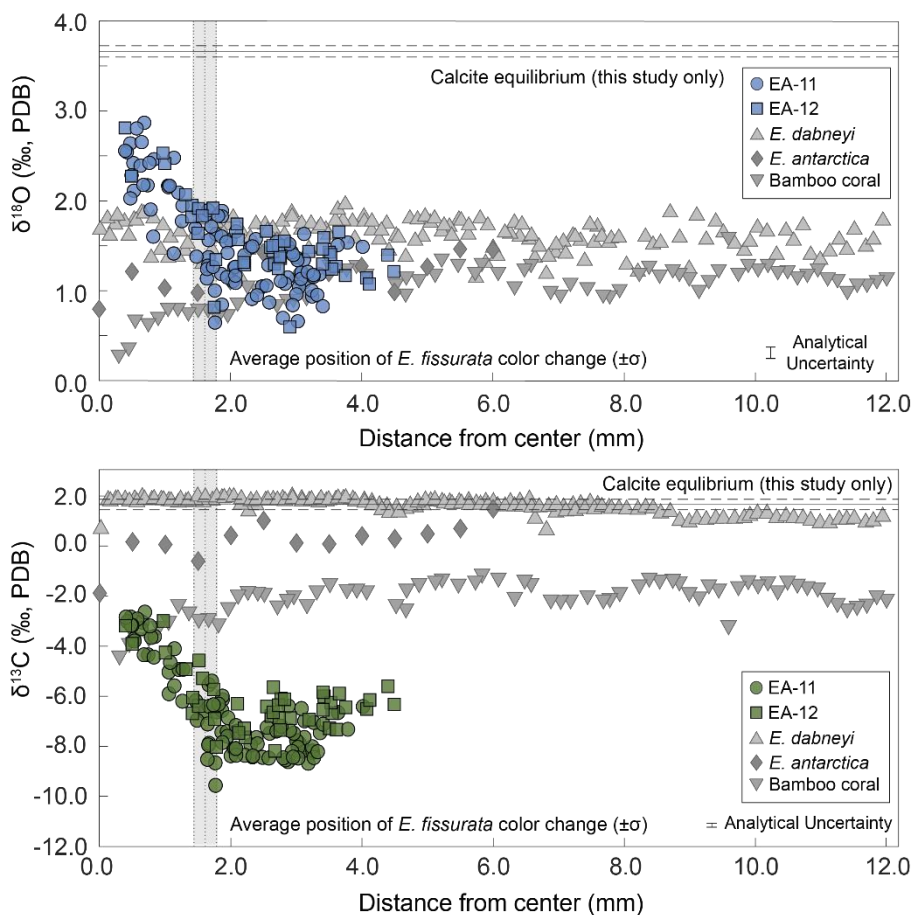 4.0
3.0
2.0
1.0
0.0
δ18O (‰, PDB)
Calcite equilibrium (this study only)
EA-11
EA-12
E. dabneyi
E. antarctica
Bamboo coral
Average position of E. fissurata color change (±σ)
Analytical
Uncertainty
0.0 2.0 4.0 6.0 8.0 10.0 12.0
Distance from center (mm)
2.0
0.0
-2.0
-4.0
-6.0
-8.0
-10.0
-12.0
δ13C (‰, PDB)
Calcite equlibrium (this study only)
EA-11
EA-12
E. dabneyi
E. antarctica
Bamboo coral
Average position of E. fissurata color change (±σ)
Analytical Uncertainty
0.0 2.0 4.0 6.0 8.0 10.0 12.0
Distance from center (mm)